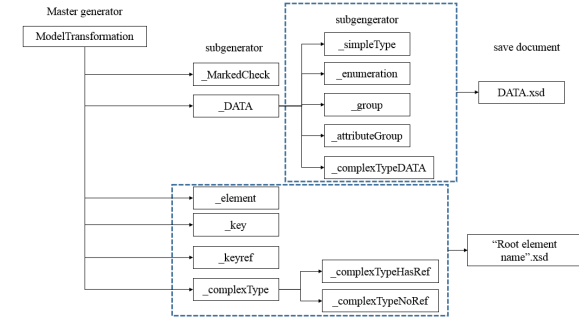 Master generator
ModelTransformation
subgenerator
_MarkedCheck
_DATA
subgengerator
_simpleType
_enumeration
_group
_attributeGroup
_complexTypeDATA
save document
DATA.xsd
_element
_key
_keyref
_complexType
_complexTypeHasRef
_complexTypeNoRef
“Root element
name”.xsd